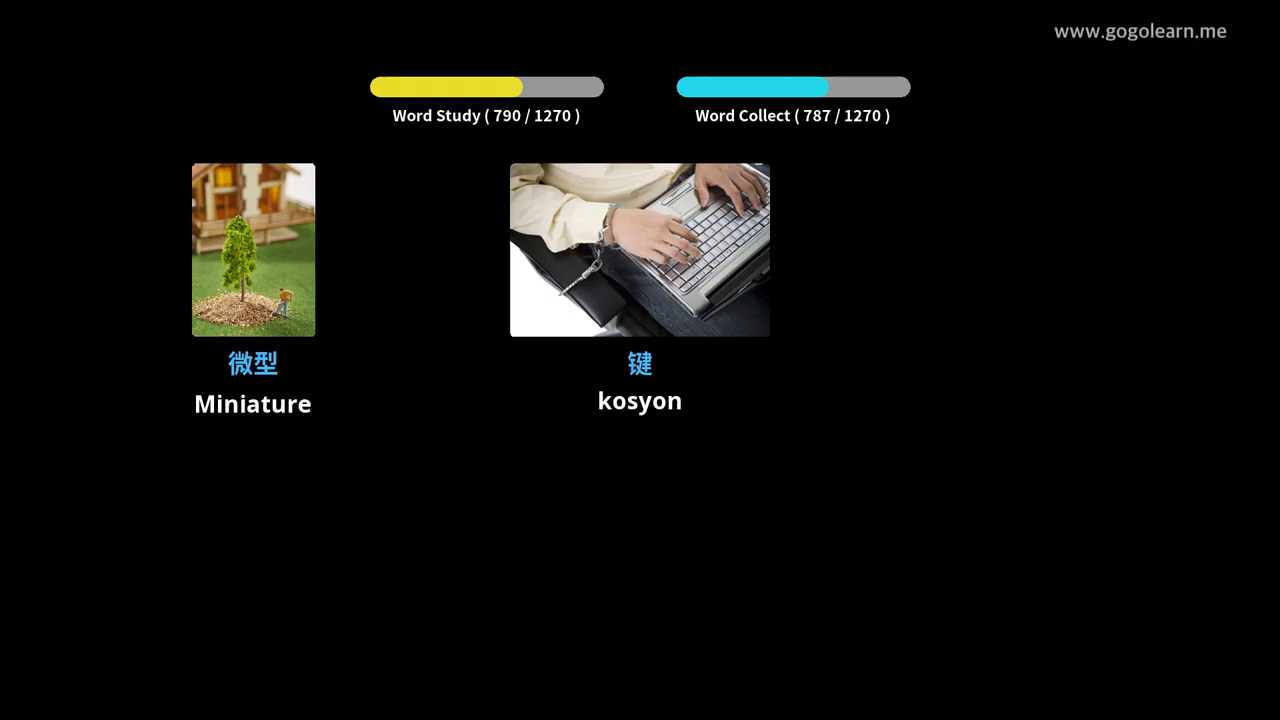 www.gogolearn.me
Word Study ( 790 / 1270 )
Word Collect ( 787 / 1270 )
微型
Miniature
键
kosyon